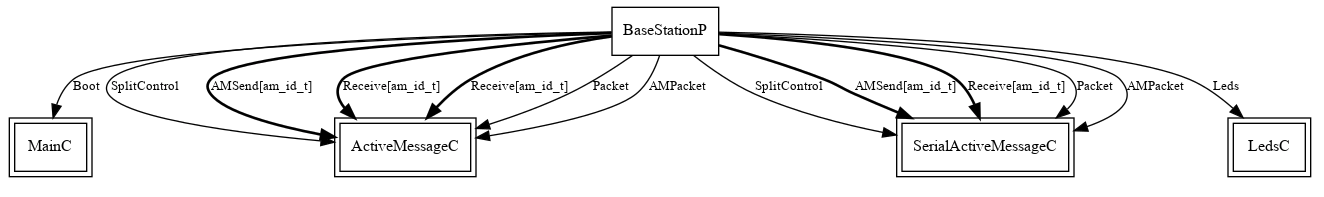 BaseStationP
Boot
SplitControl
AMSend[am_id_t]
Receive[am_id_t]
Receive[am_id_t]
Packet
AMPacket
SplitControl
AMSend[am_id_t]
Receive[am_id_t]
Packet
AMPacket
Leds
MainC
ActiveMessageC
SerialActiveMessageC
LedsC